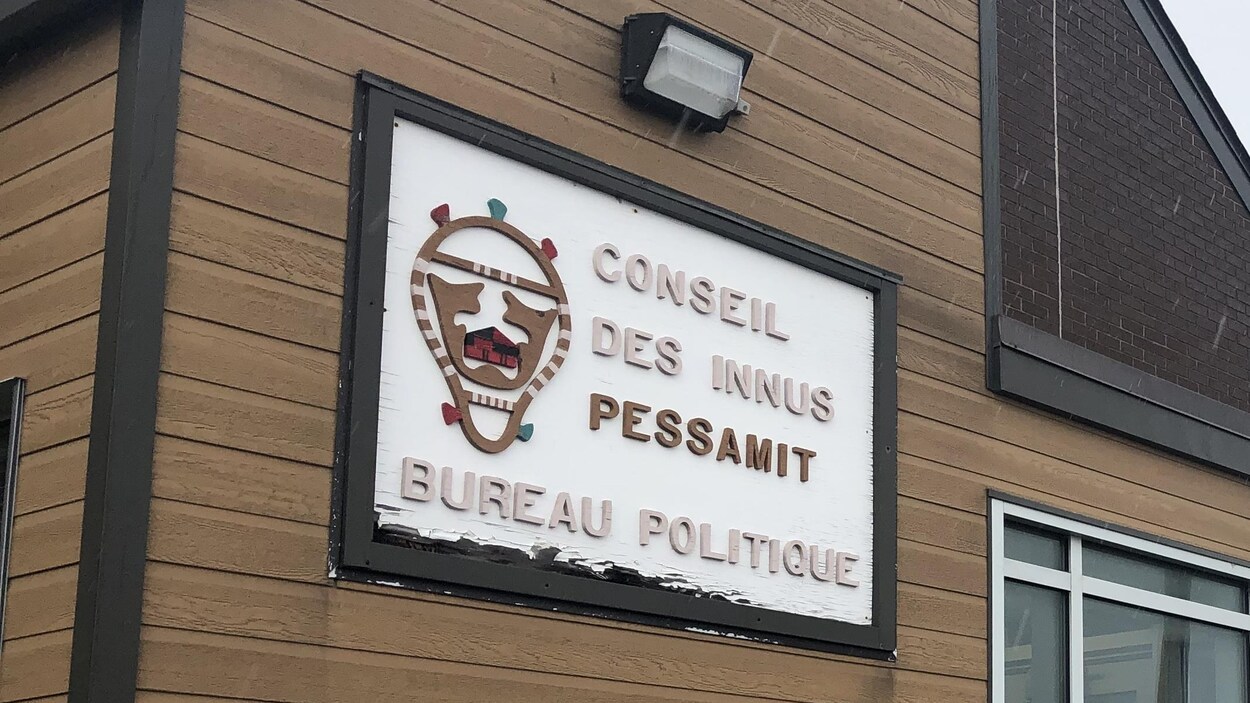 CONSEIL
DES INNUS
PESSAMIT
BUREAU POLITIQUE